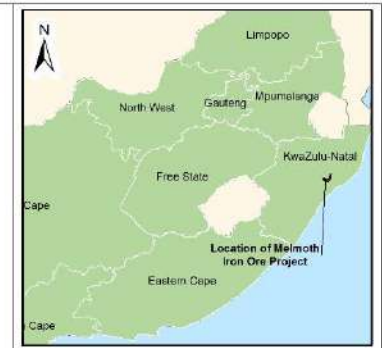 N
Limpopo
Mpumalanga
Gauteng
North West
KwaZulu-Natal
Free State
Cape
Location of Melmoth
Iron Ore Project
Eastern Cape
Cape